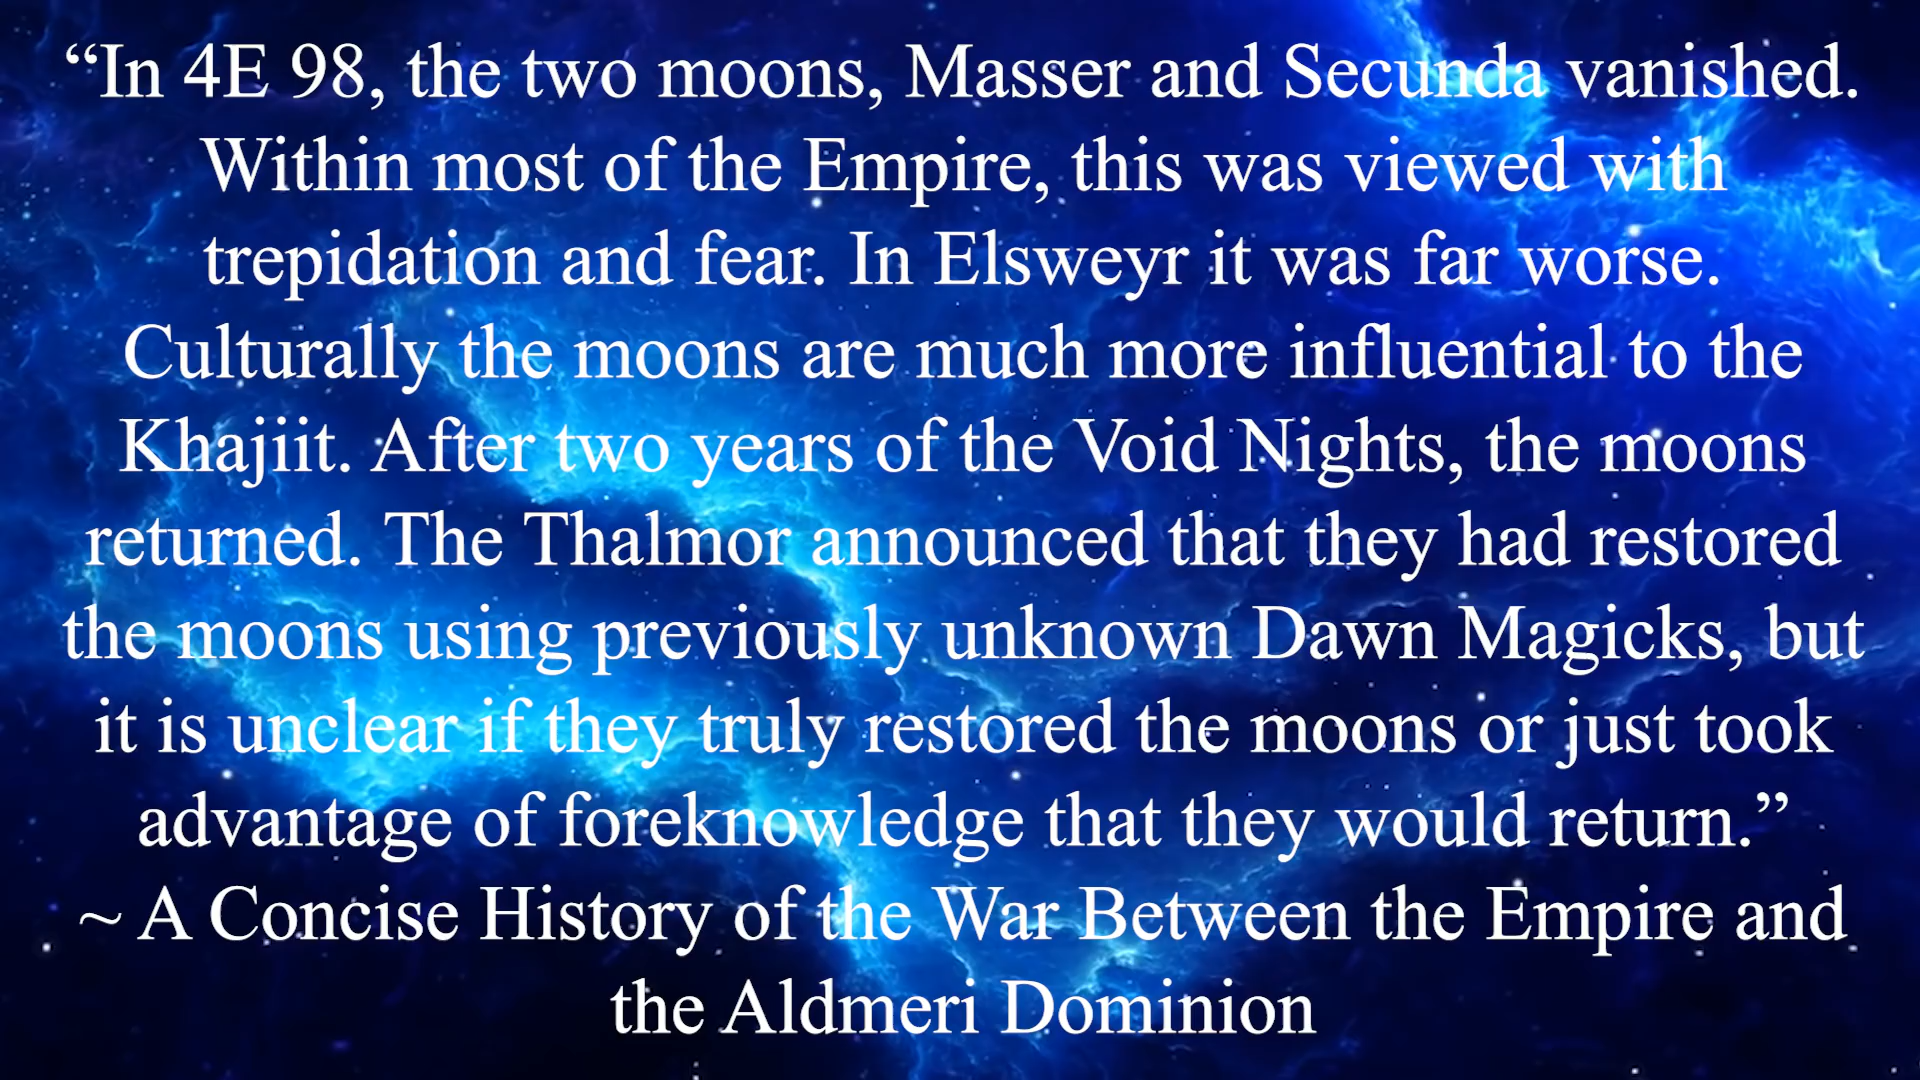 “In 4E 98, the two moons, Masser and Secunda vanished.
Within most of the Empire, this was viewed with
trepidation and fear. In Elsweyr it was far worse.
Culturally the moons are much more influential to the
Khajiit. After two years of the Void Nights, the moons
returned. The Thalmor announced that they had restored
the moons using previously unknown Dawn Magicks, but
it is unclear if they truly restored the moons or just took
advantage of foreknowledge that they would return.”
~ A Concise History of the War Between the Empire and
the Aldmeri Dominion